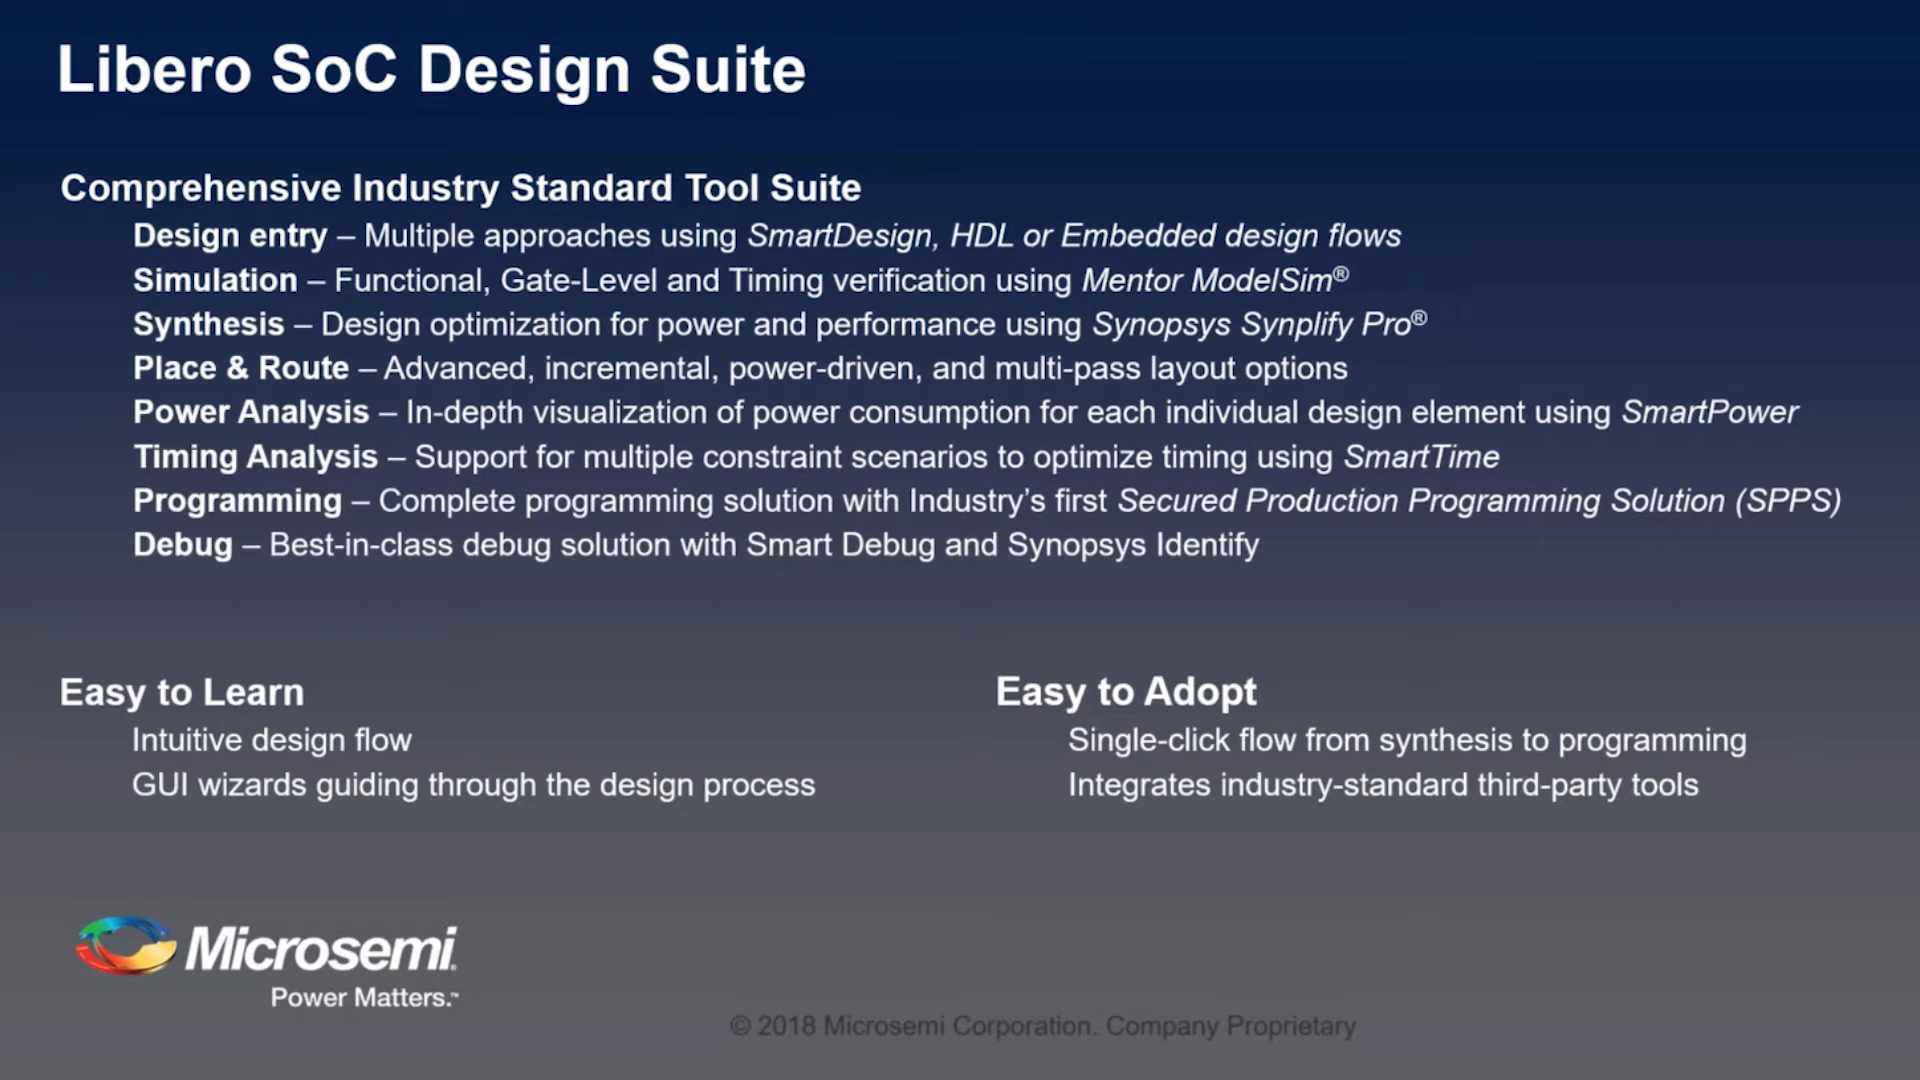 Libero SoC Design Suite
Comprehensive Industry Standard Tool Suite
Design entry – Multiple approaches using SmartDesign, HDL or Embedded design flows
Simulation – Functional, Gate-Level and Timing verification using Mentor ModelSim®
Synthesis – Design optimization for power and performance using Synopsys Synplify Pro®
Place & Route – Advanced, incremental, power-driven, and multi-pass layout options
Power Analysis – In-depth visualization of power consumption for each individual design element using SmartPower
Timing Analysis – Support for multiple constraint scenarios to optimize timing using SmartTime
Programming – Complete programming solution with Industry’s first Secured Production Programming Solution (SPPS)
Debug – Best-in-class debug solution with Smart Debug and Synopsys Identify
Easy to Learn
Intuitive design flow
GUI wizards guiding through the design process
Easy to Adopt
Single-click flow from synthesis to programming
Integrates industry-standard third-party tools
Microsemi.
Power Matters.™
© 2018 Microsemi Corporation. Company Proprietary